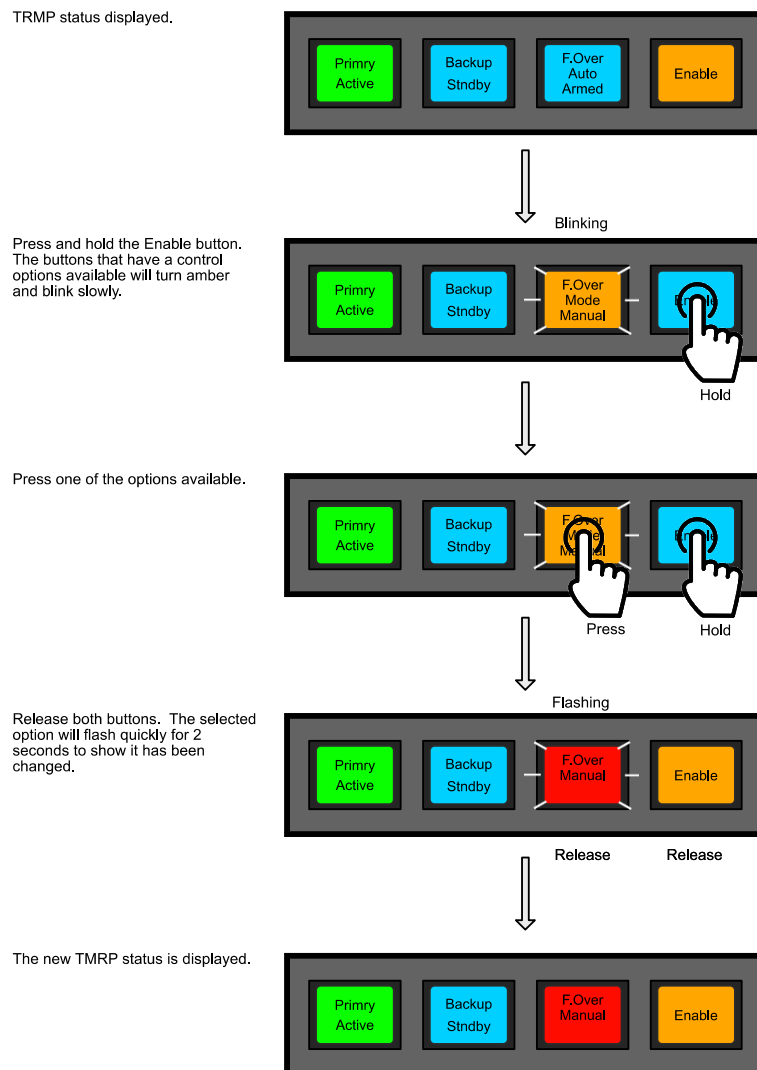 TRMP status displayed.
Primry
Active
Backup
Stndby
F.Over
Auto
Armed
Enable
Blinking
Press and hold the Enable button.
The buttons that have a control
options available will turn amber
and blink slowly.
Primry
Active
Backup
Stndby
F.Over
Mode
Manual
Enable
Hold
Press one of the options available.
Primry
Active
Backup
Stndby
F.Over
Mode
Manual
Enable
Press
Hold
Flashing
Release both buttons. The selected
option will flash quickly for 2
seconds to show it has been
changed.
Primry
Active
Backup
Stndby
F.Over
Manual
Enable
Release
Release
The new TMRP status is displayed.
Primry
Active
Backup
Stndby
F.Over
Manual
Enable